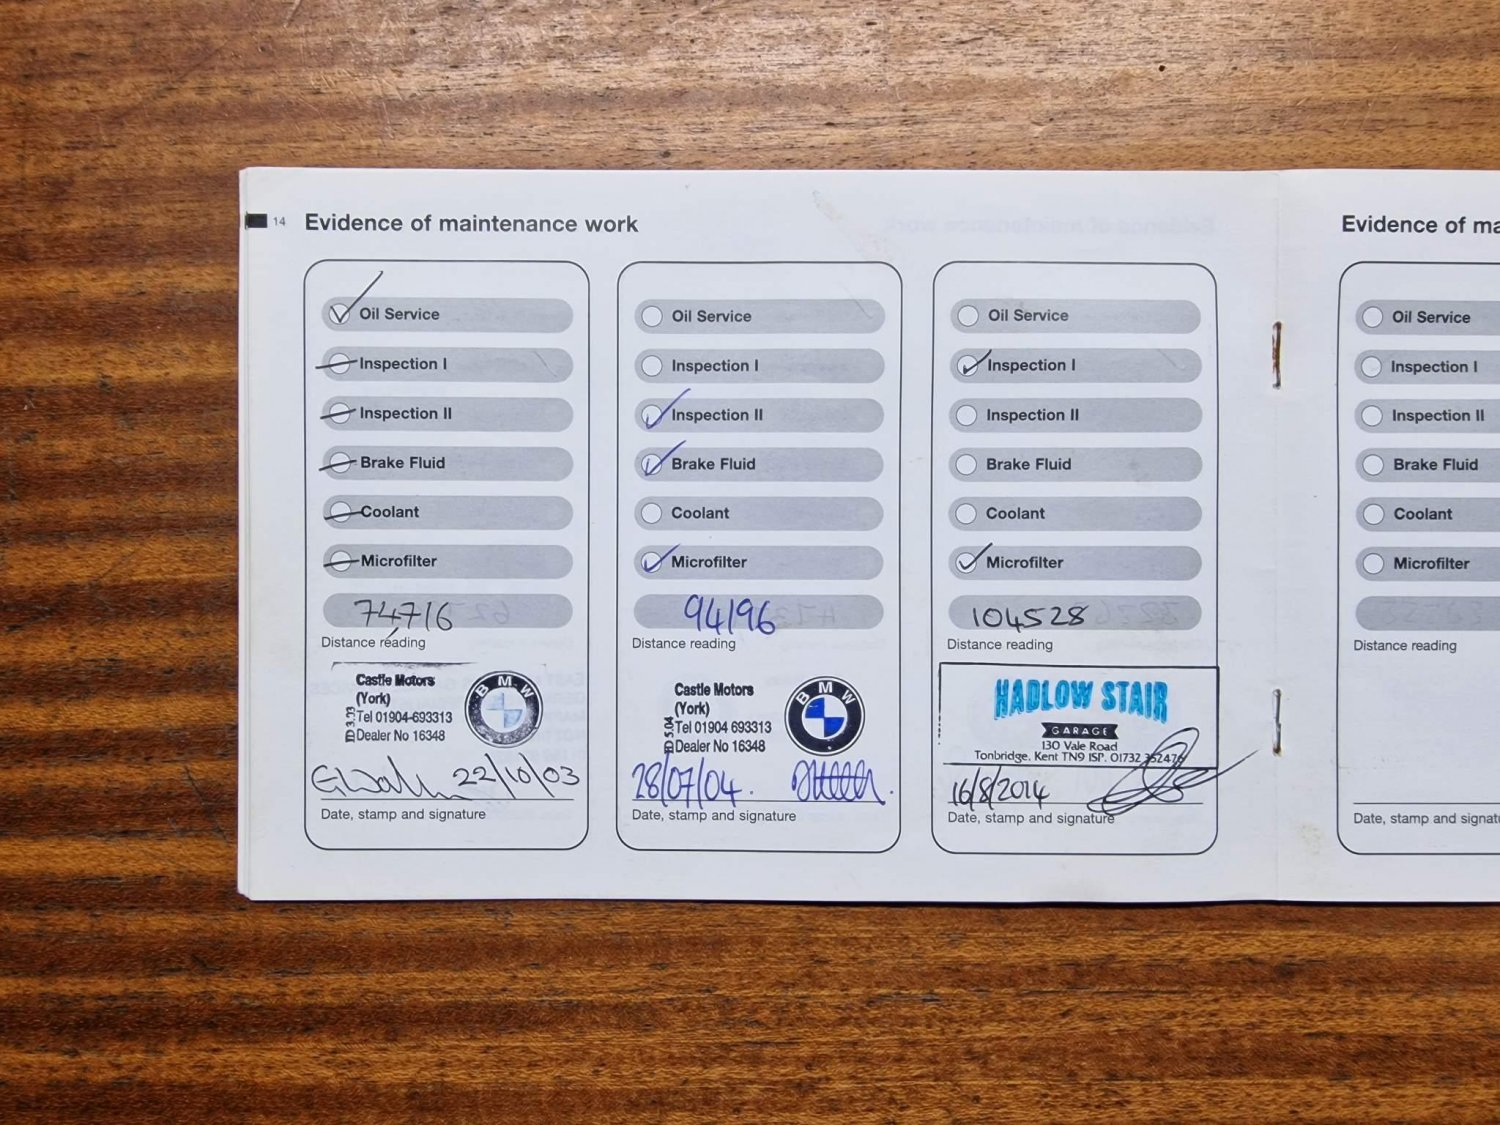 14 Evidence of maintenance work
Oil Service
Inspection I
Inspection II
Brake Fluid
Coolant
Microfilter
74716
Distance reading
Castle Motors
(York)
Tel 01904-693313
Dealer No 16348
BMW
22/10/03
Date, stamp and signature
Oil Service
Inspection I
Inspection II
Brake Fluid
Coolant
Microfilter
94196
Distance reading
Castle Motors
(York)
Tel 01904 693313
Dealer No 16348
BMW
28/07/04.
Date, stamp and signature
Oil Service
Inspection I
Inspection II
Brake Fluid
Coolant
Microfilter
104528
Distance reading
HADLOW STAIR
GARAGE
130 Vale Road
Tonbridge. Kent TN9 1SP. 01732 352476
16/8/2014
Date, stamp and signature
Evidence of ma
Oil Service
Inspection I
Inspection II
Brake Fluid
Coolant
Microfilter
Distance reading
Date, stamp and signatu